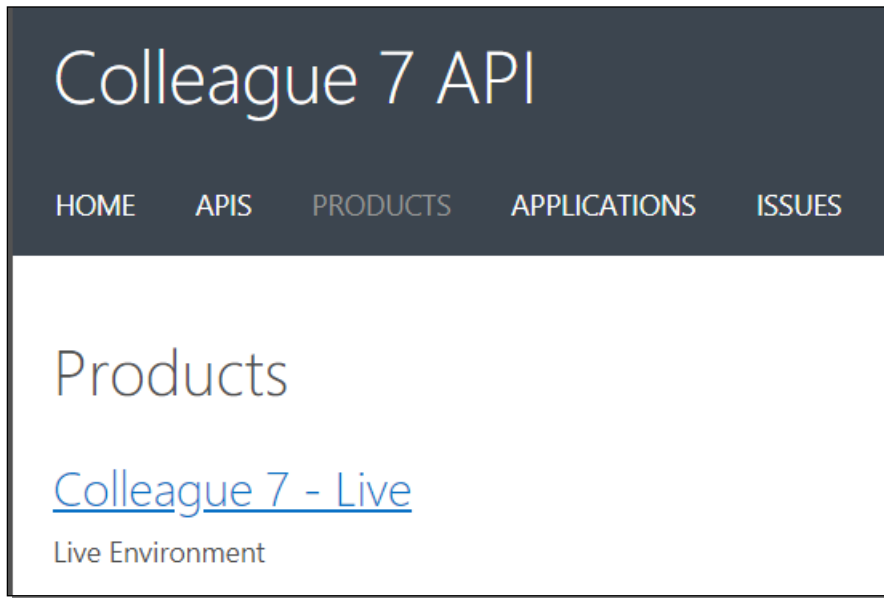 Colleague 7 API
HOME APIS PRODUCTS APPLICATIONS ISSUES
Products
Colleague 7 - Live
Live Environment